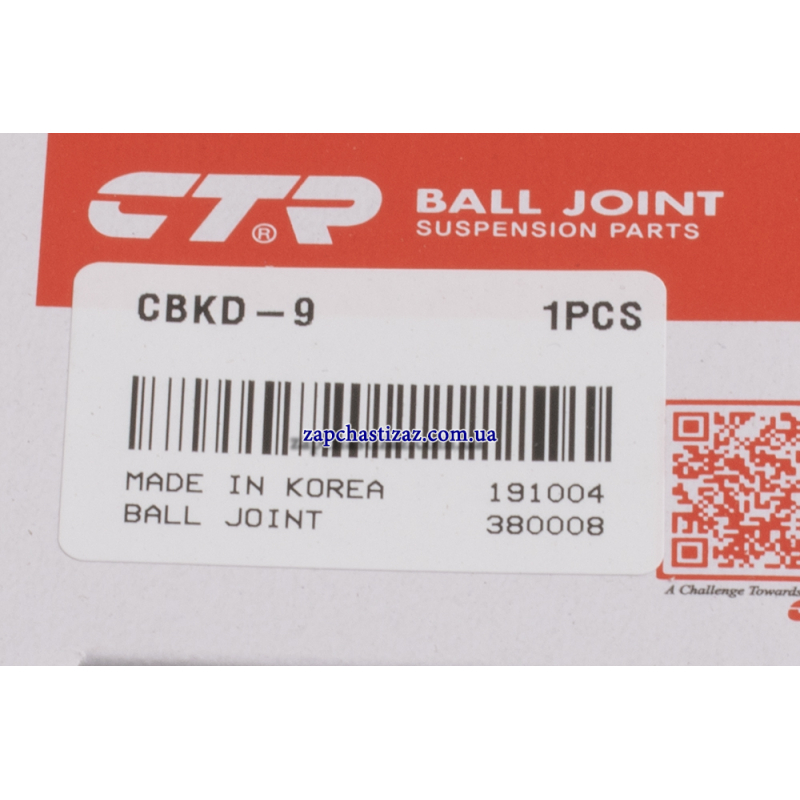 CTR® BALL JOINT
SUSPENSION PARTS
CBKD-9 1PCS
zapchastizaz.com.ua
MADE IN KOREA 191004
BALL JOINT 380008
A Challenge Towards